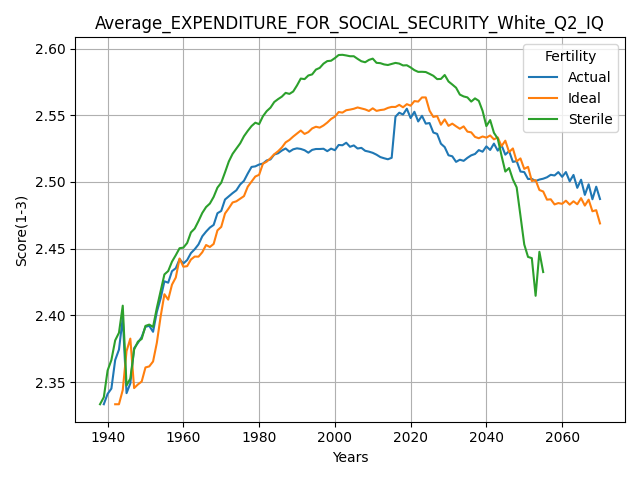 Average_EXPENDITURE_FOR_SOCIAL_SECURITY_White_Q2_IQ
Fertility
Actual
Ideal
Sterile
Score(1-3)
2.60
2.55
2.50
2.45
2.40
2.35
1940 1960 1980 2000 2020 2040 2060
Years